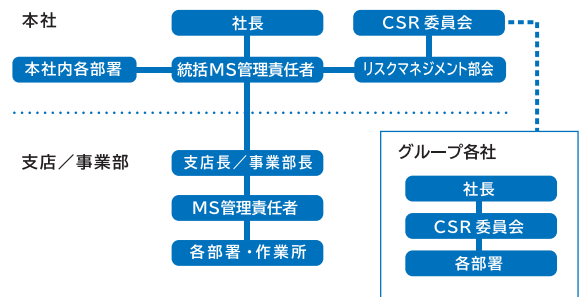 本社
社長
CSR委員会
本社内各部署
統括MS管理責任者
リスクマネジメント部会
支店／事業部
支店長／事業部長
MS管理責任者
各部署・作業所
グループ各社
社長
CSR委員会
各部署